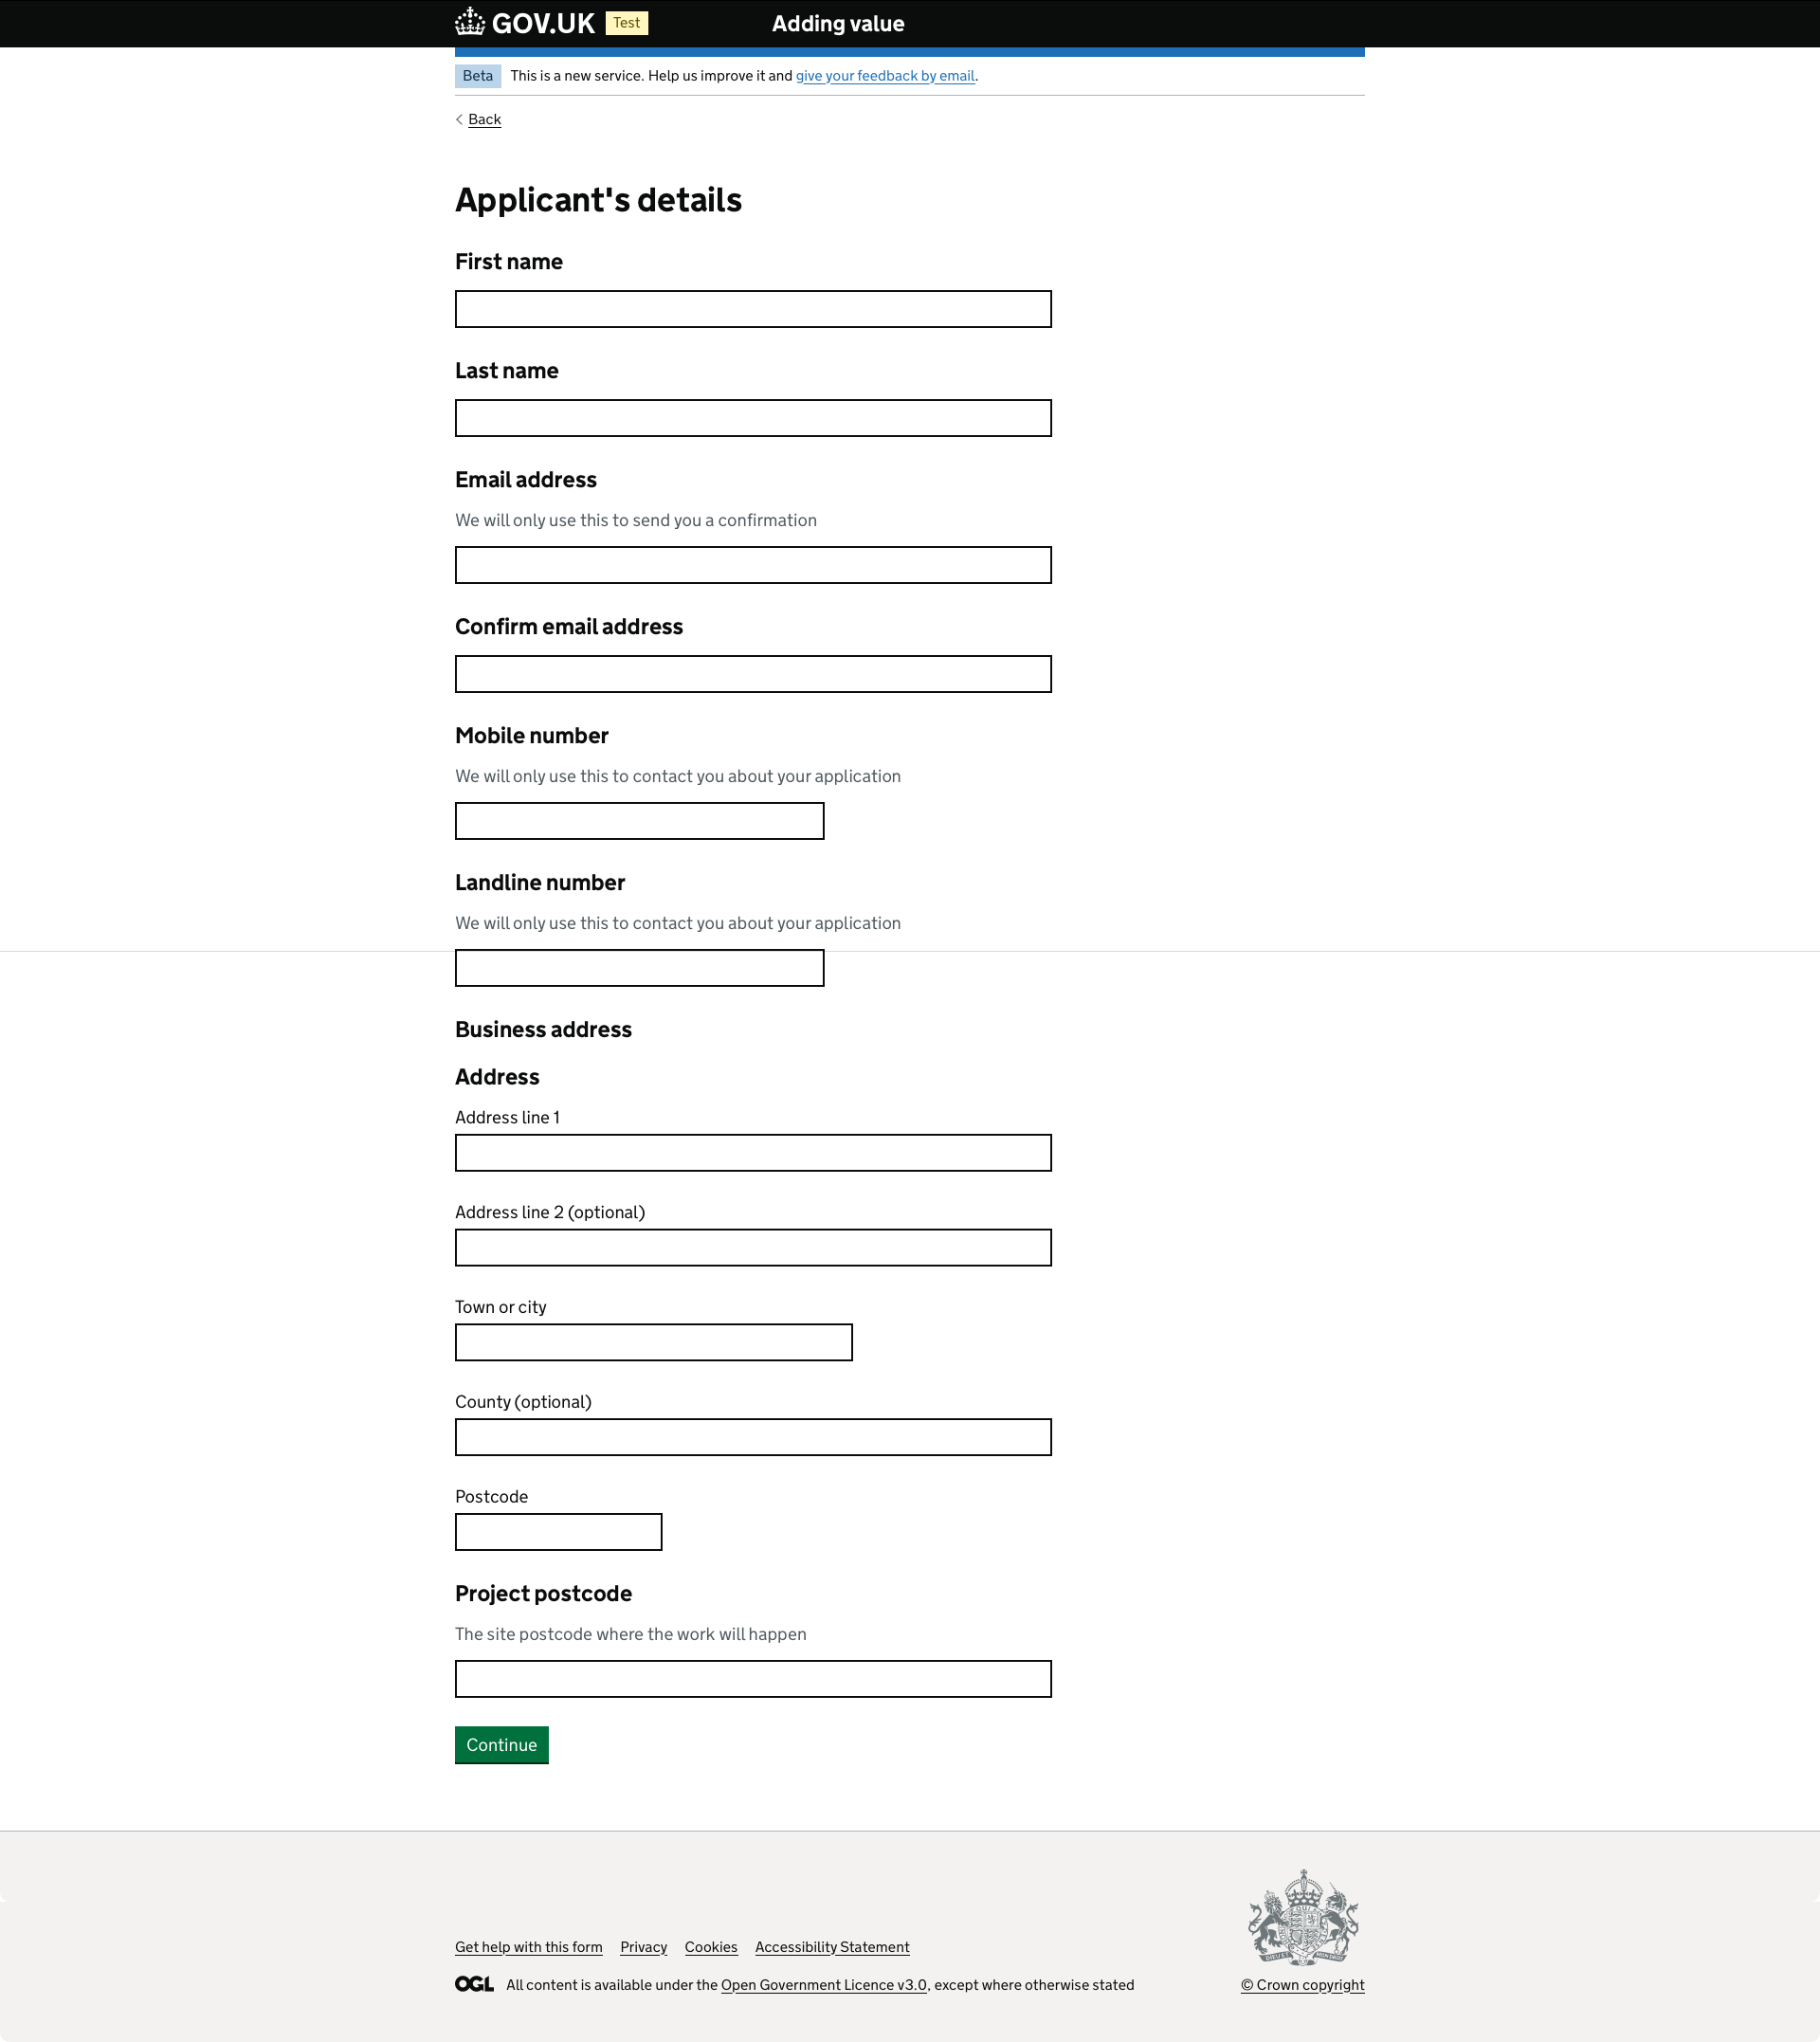 GOV.UK Test Adding value
Beta This is a new service. Help us improve it and give your feedback by email.
Back
Applicant's details
First name
Last name
Email address
We will only use this to send you a confirmation
Confirm email address
Mobile number
We will only use this to contact you about your application
Landline number
We will only use this to contact you about your application
Business address
Address
Address line 1
Address line 2 (optional)
Town or city
County (optional)
Postcode
Project postcode
The site postcode where the work will happen
Continue
Get help with this form Privacy Cookies Accessibility Statement
OGL All content is available under the Open Government Licence v3.0, except where otherwise stated
© Crown copyright